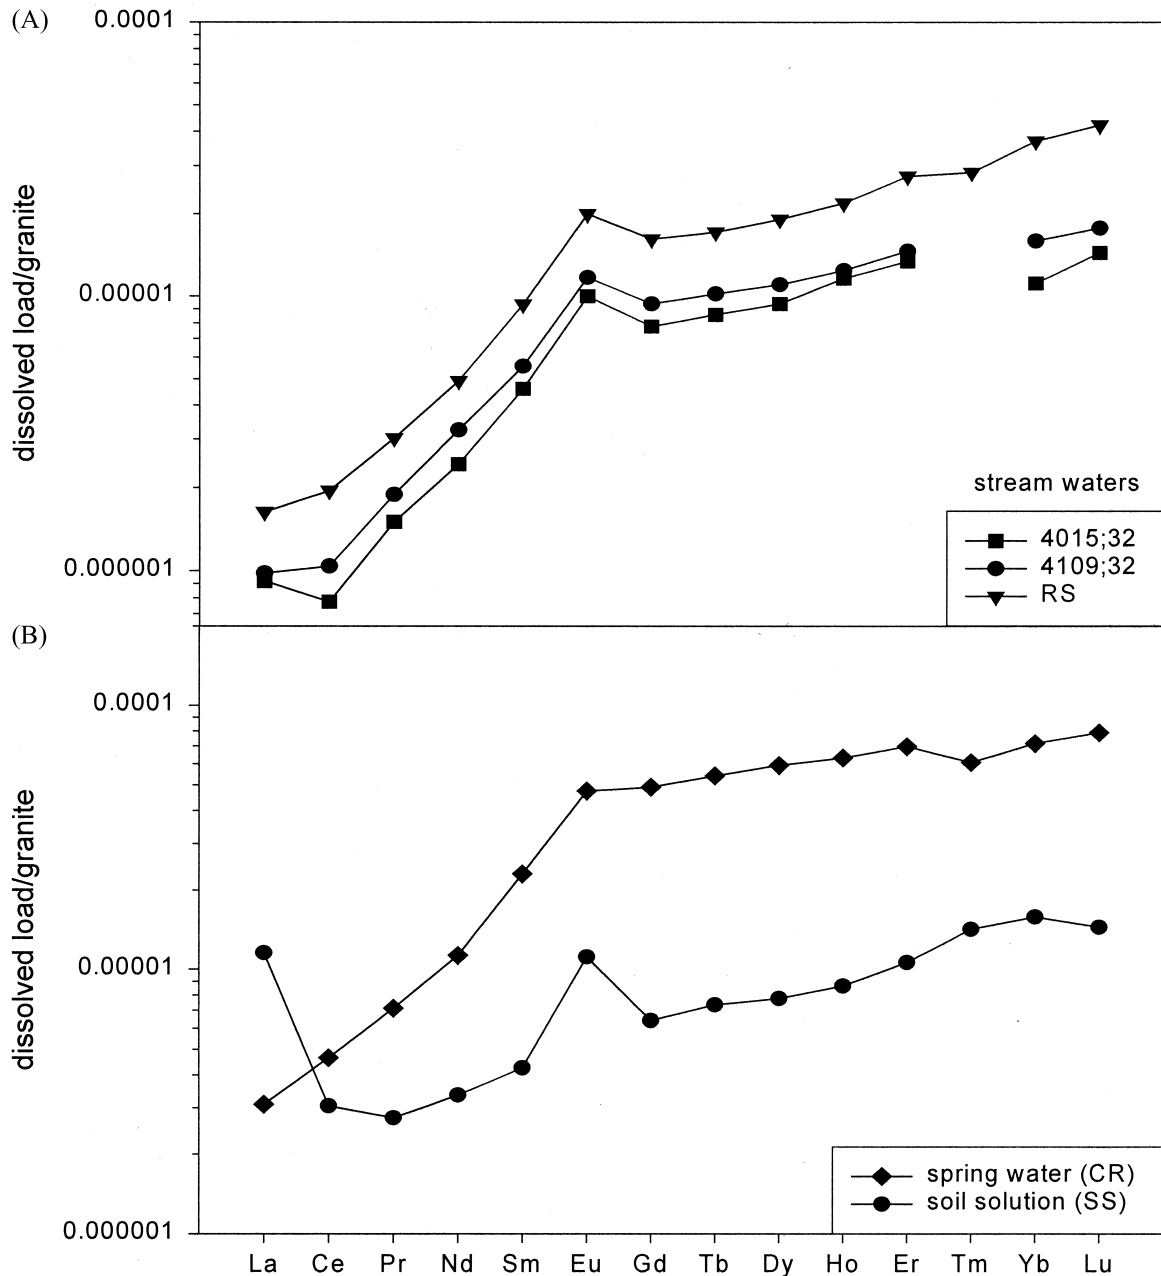 (A)
0.0001
0.00001
0.000001
dissolved load/granite
stream waters
4015;32
4109;32
RS
(B)
0.0001
0.00001
0.000001
dissolved load/granite
spring water (CR)
soil solution (SS)
La Ce Pr Nd Sm Eu Gd Tb Dy Ho Er Tm Yb Lu